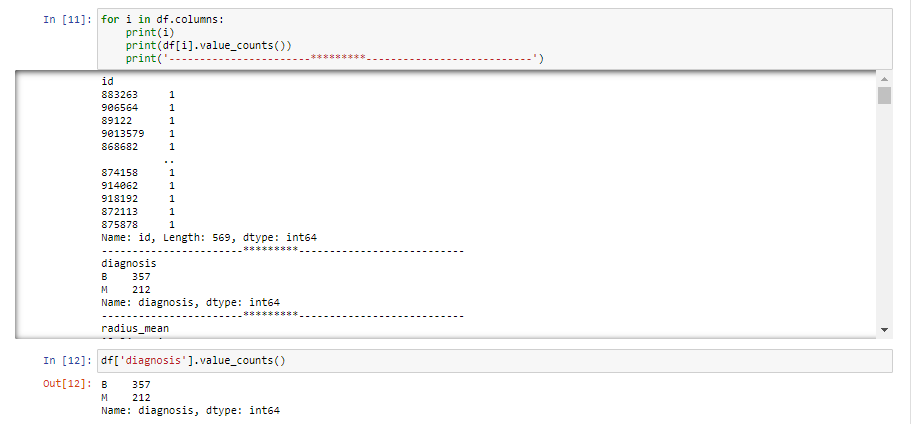 In [11]: for i in df.columns:
    print(i)
    print(df[i].value_counts())
    print('-----------------------*********---------------------------')
id
883263     1
906564     1
89122      1
9013579    1
868682     1
          ..
874158     1
914062     1
918192     1
872113     1
875878     1
Name: id, Length: 569, dtype: int64
-----------------------*********---------------------------
diagnosis
B    357
M    212
Name: diagnosis, dtype: int64
-----------------------*********---------------------------
radius_mean
In [12]: df['diagnosis'].value_counts()
Out[12]: B    357
M    212
Name: diagnosis, dtype: int64